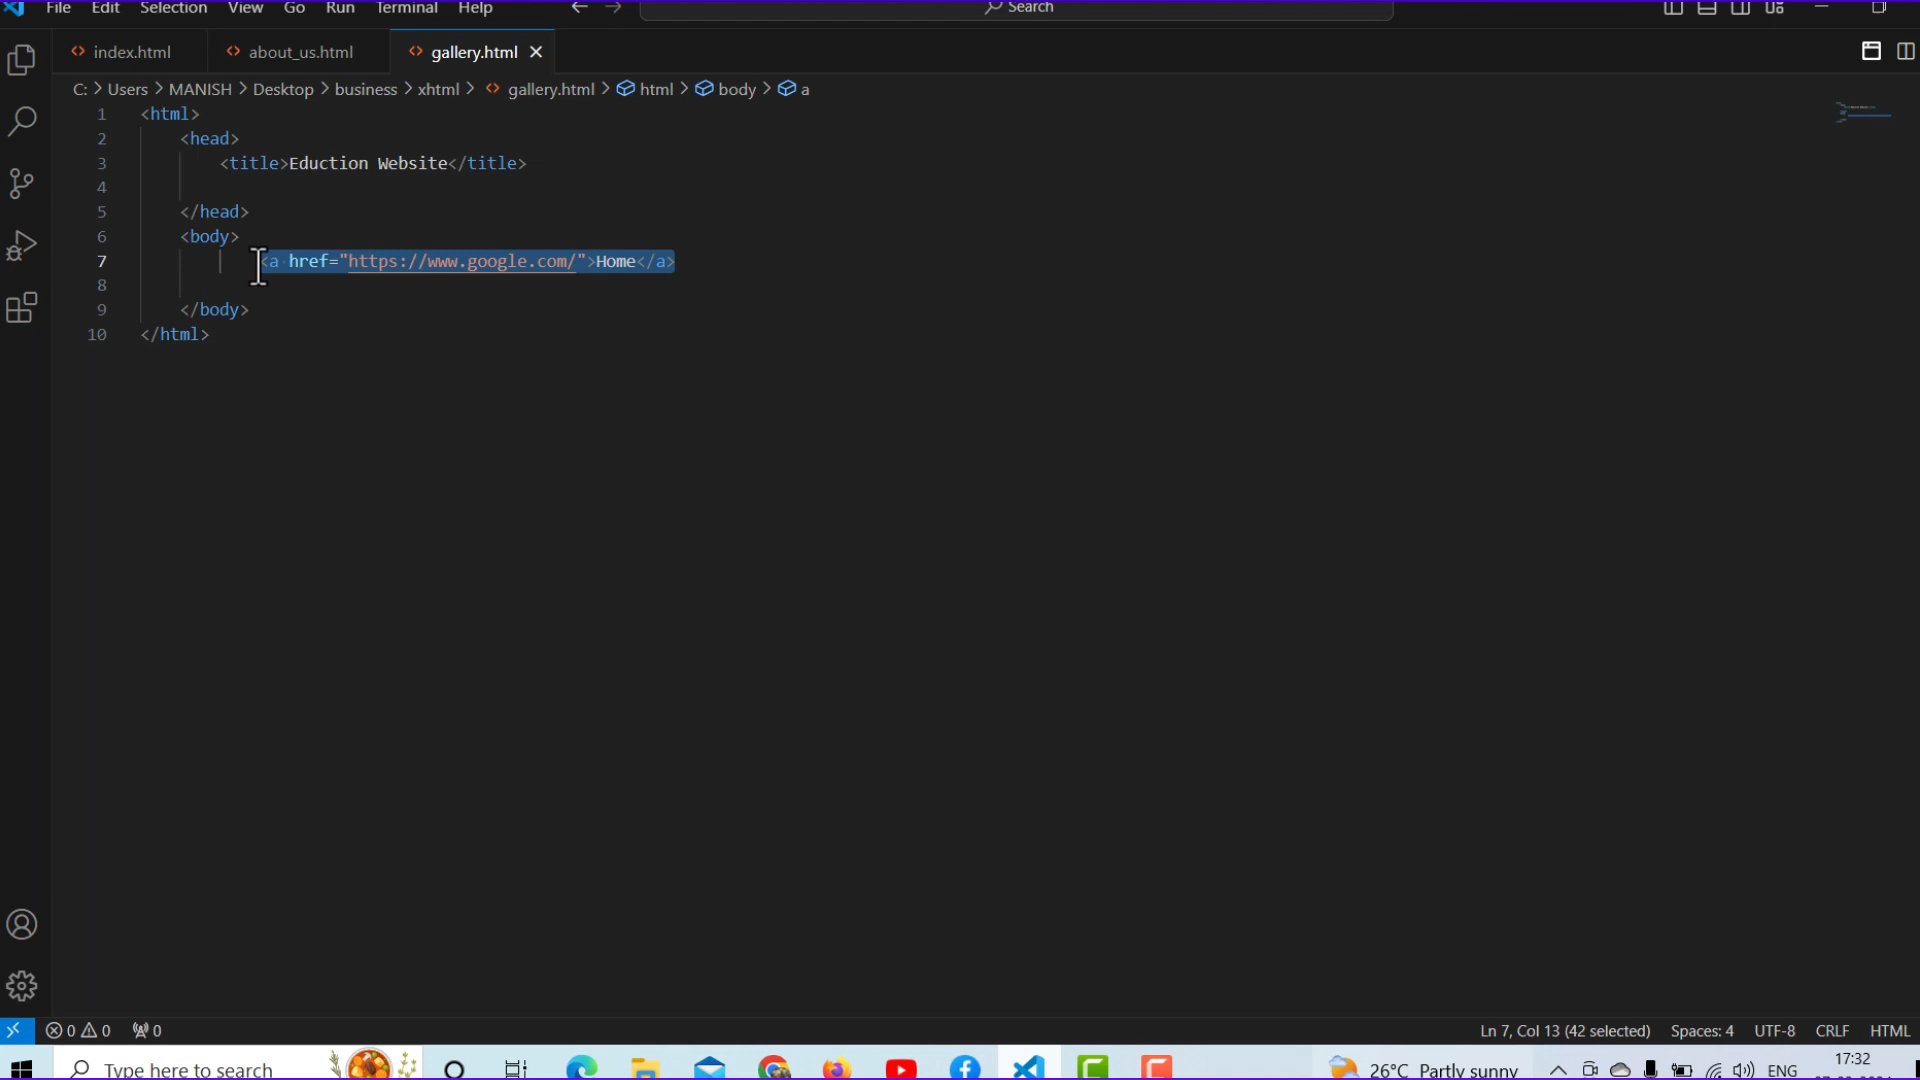 File Edit Selection View Go Run Terminal Help Search
index.html about_us.html gallery.html
C: > Users > MANISH > Desktop > business > xhtml > gallery.html > html > body > a
1 <html>
2 <head>
3 <title>Eduction Website</title>
4
5 </head>
6 <body>
7 <a href="https://www.google.com/">Home</a>
8
9 </body>
10 </html>
0 0 0 Ln 7, Col 13 (42 selected) Spaces: 4 UTF-8 CRLF HTML
Type here to search 26°C Partly sunny ENG 17:32